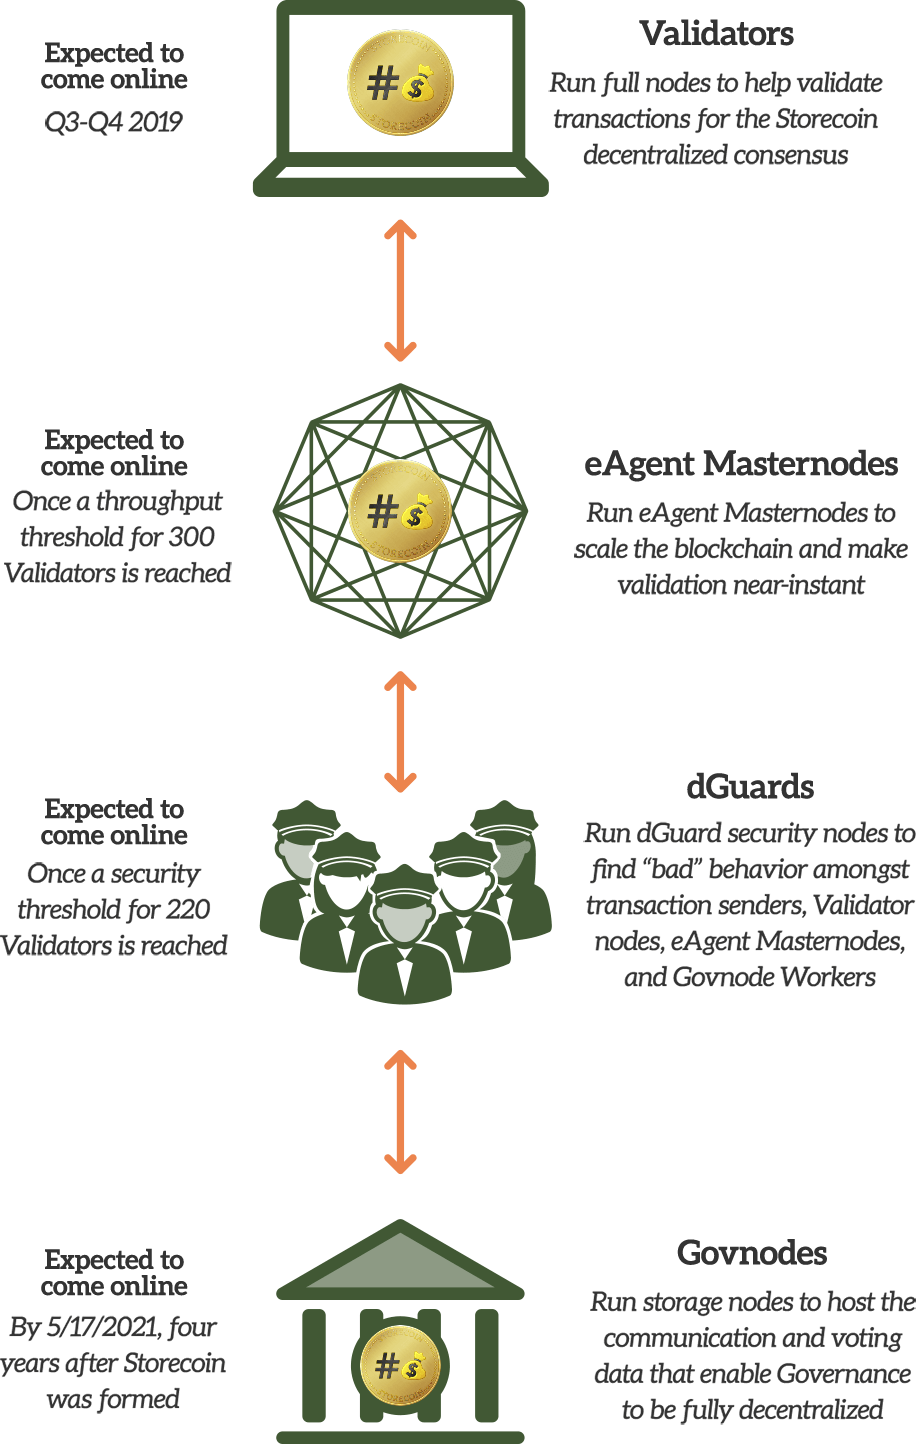 Expected to
come online
Q3-Q4 2019
Validators
Run full nodes to help validate
transactions for the Storecoin
decentralized consensus
#$
STORECOIN
Expected to
come online
Once a throughput
threshold for 300
Validators is reached
eAgent Masternodes
Run eAgent Masternodes to
scale the blockchain and make
validation near-instant
#$
STORECOIN
Expected to
come online
Once a security
threshold for 220
Validators is reached
dGuards
Run dGuard security nodes to
find “bad” behavior amongst
transaction senders, Validator
nodes, eAgent Masternodes,
and Govnode Workers
Expected to
come online
By 5/17/2021, four
years after Storecoin
was formed
Govnodes
Run storage nodes to host the
communication and voting
data that enable Governance
to be fully decentralized
#$
STORECOIN